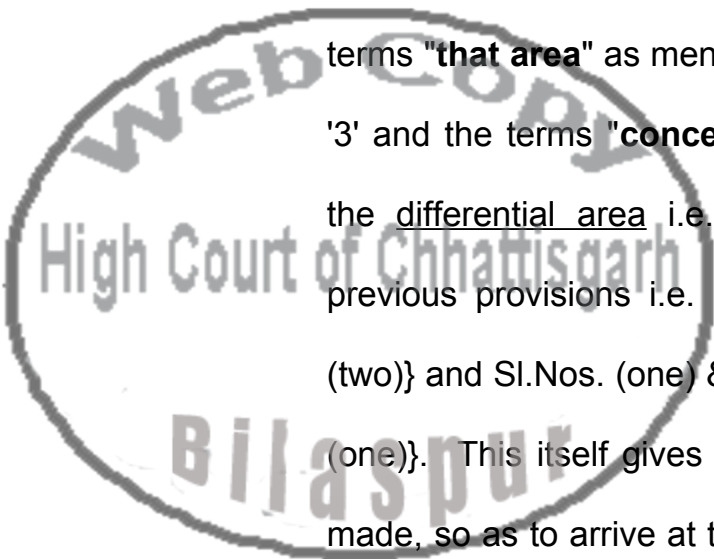 terms "that area" as men
'3' and the terms "conce
the differential area i.e.
previous provisions i.e.
(two)} and Sl.Nos. (one) &
(one)}. This itself gives
made, so as to arrive at t
Web Copy
High Court of Chhattisgarh
Bilaspur